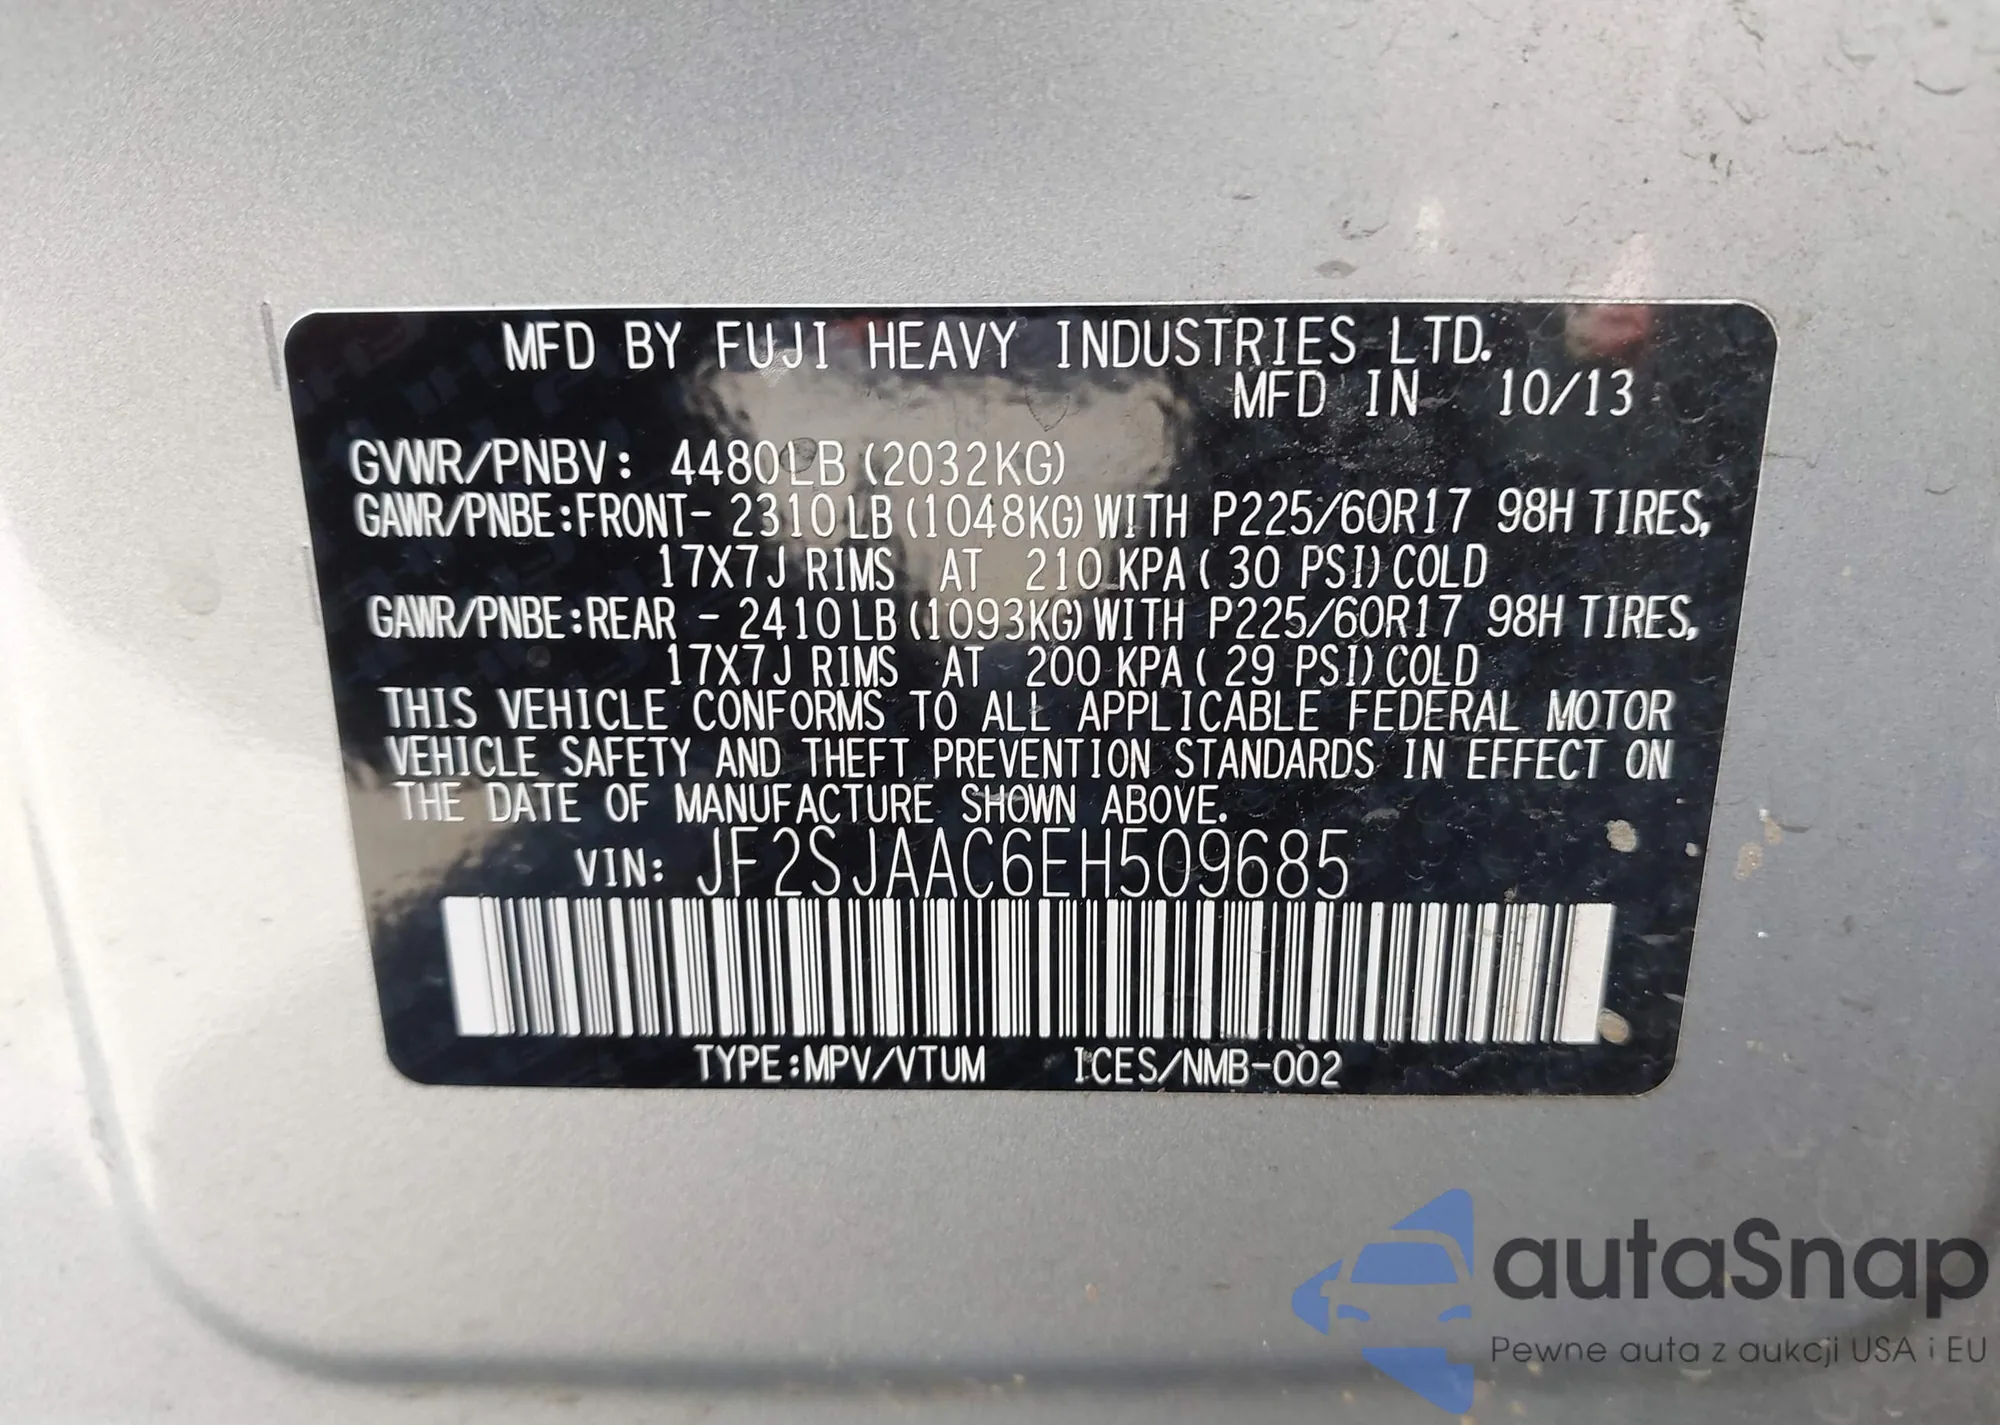 MFD BY FUJI HEAVY INDUSTRIES LTD.
MFD IN 10/13
GVWR/PNBV: 4480LB (2032KG)
GAWR/PNBE:FRONT- 2310LB(1048KG)WITH P225/60R17 98H TIRES,
17X7J RIMS AT 210 KPA( 30 PSI)COLD
GAWR/PNBE:REAR - 2410LB(1093KG)WITH P225/60R17 98H TIRES,
17X7J RIMS AT 200 KPA( 29 PSI)COLD
THIS VEHICLE CONFORMS TO ALL APPLICABLE FEDERAL MOTOR
VEHICLE SAFETY AND THEFT PREVENTION STANDARDS IN EFFECT ON
THE DATE OF MANUFACTURE SHOWN ABOVE.
VIN: JF2SJAAC6EH509685
TYPE:MPV/VTUM ICES/NMB-002
autaSnap
Pewne auta z aukcji USA i EU